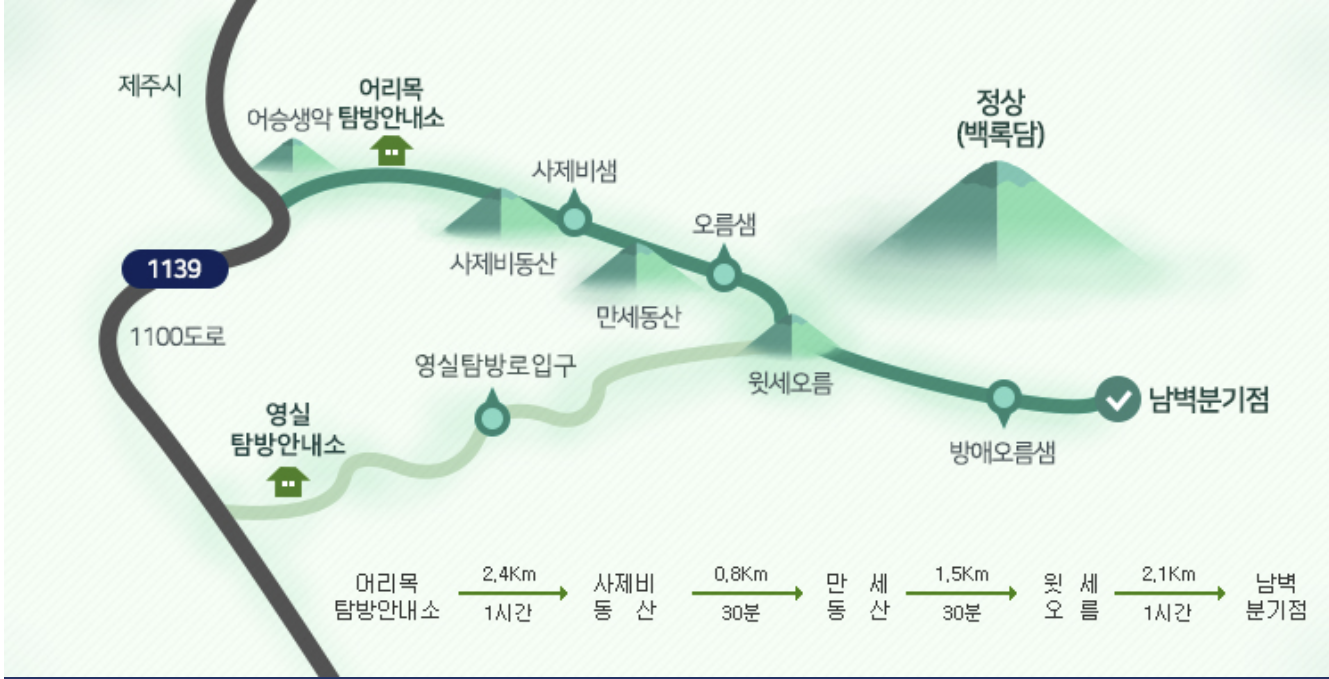 제주시
어리목
탐방안내소
어승생악
정상
(백록담)
사제비샘
오름샘
1139
사제비동산
만세동산
1100도로
영실탐방로입구
윗세오름
남벽분기점
영실
탐방안내소
방애오름샘
어리목
탐방안내소
2,4Km
1시간
사제비
동 산
0,8Km
30분
만 세
동 산
1,5Km
30분
윗 세
오 름
2,1Km
1시간
남벽
분기점